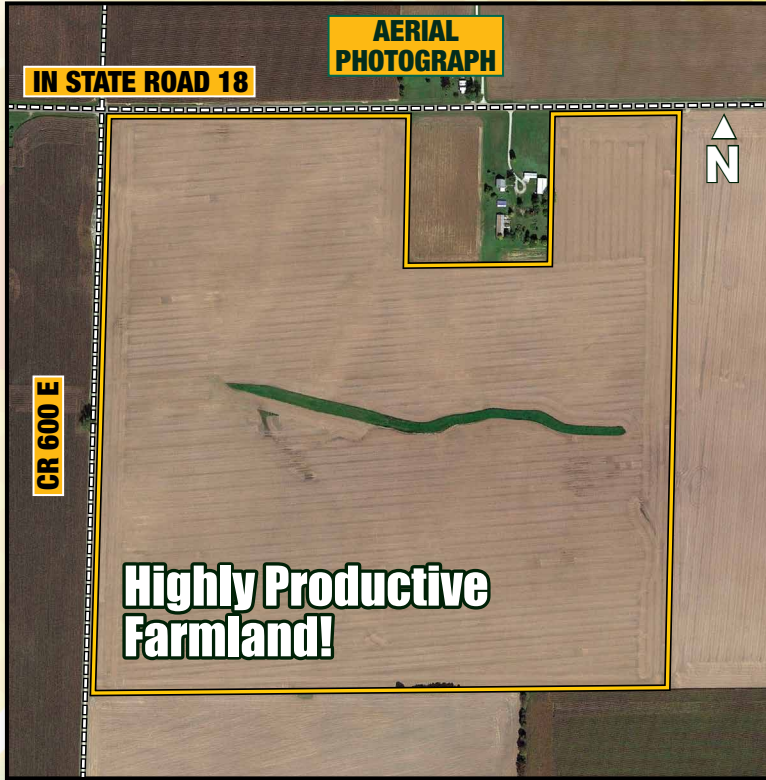 AERIAL
PHOTOGRAPH
IN STATE ROAD 18
N
CR 600 E
Highly Productive
Farmland!